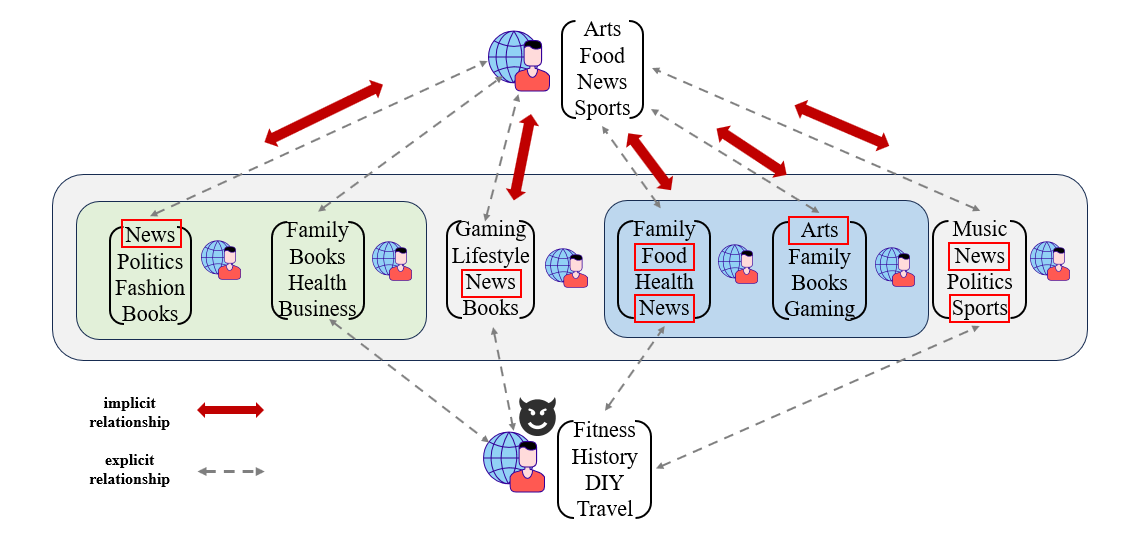 Arts
Food
News
Sports
News
Politics
Fashion
Books
Family
Books
Health
Business
Gaming
Lifestyle
News
Books
Family
Food
Health
News
Arts
Family
Books
Gaming
Music
News
Politics
Sports
implicit
relationship
explicit
relationship
Fitness
History
DIY
Travel